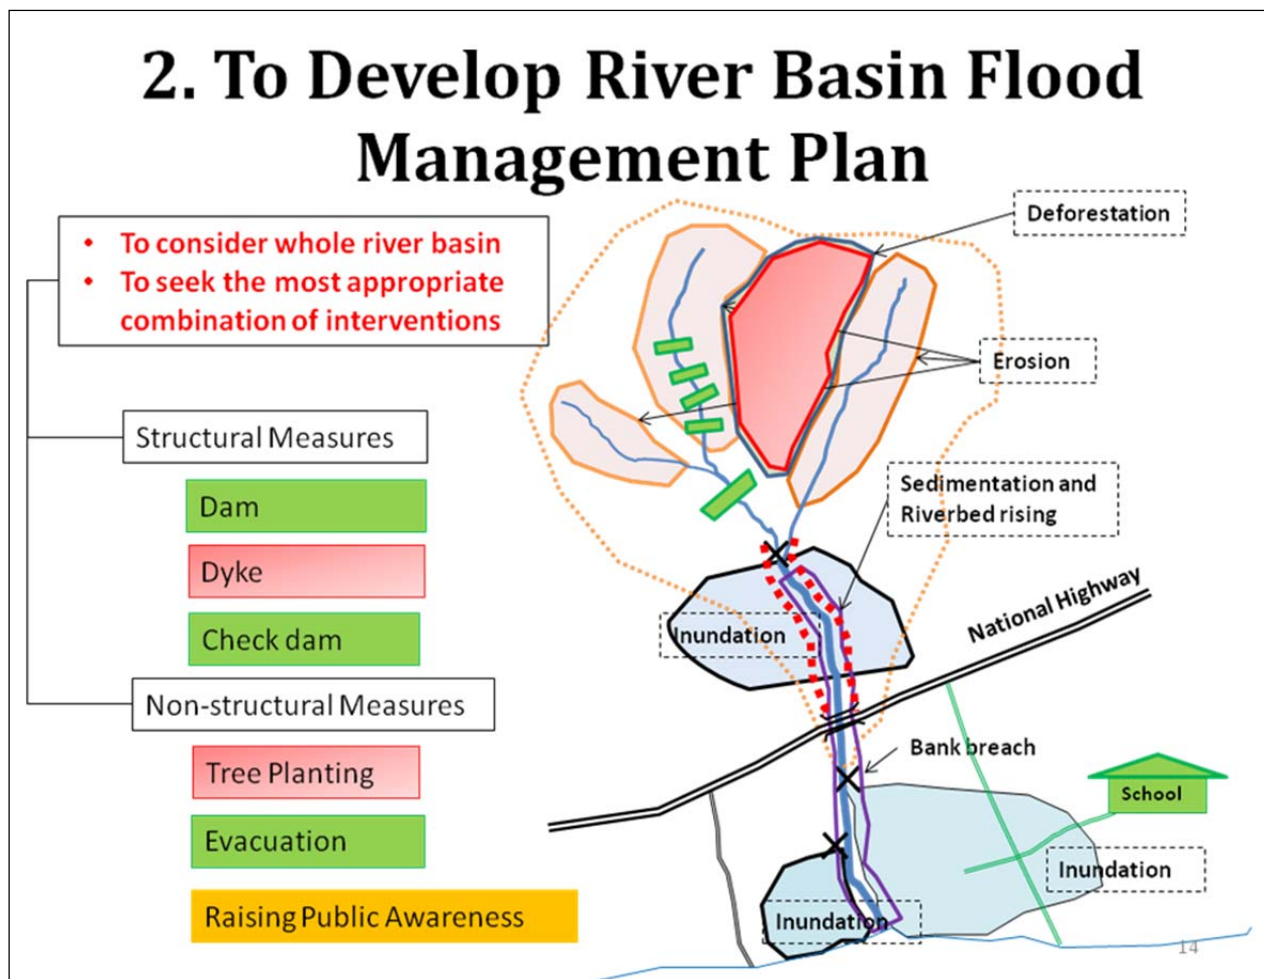 2. To Develop River Basin Flood
Management Plan
• To consider whole river basin
• To seek the most appropriate
combination of interventions
Structural Measures
Dam
Dyke
Check dam
Non-structural Measures
Tree Planting
Evacuation
Raising Public Awareness
Deforestation
Erosion
Sedimentation and
Riverbed rising
National Highway
Inundation
Bank breach
School
Inundation
Inundation
14